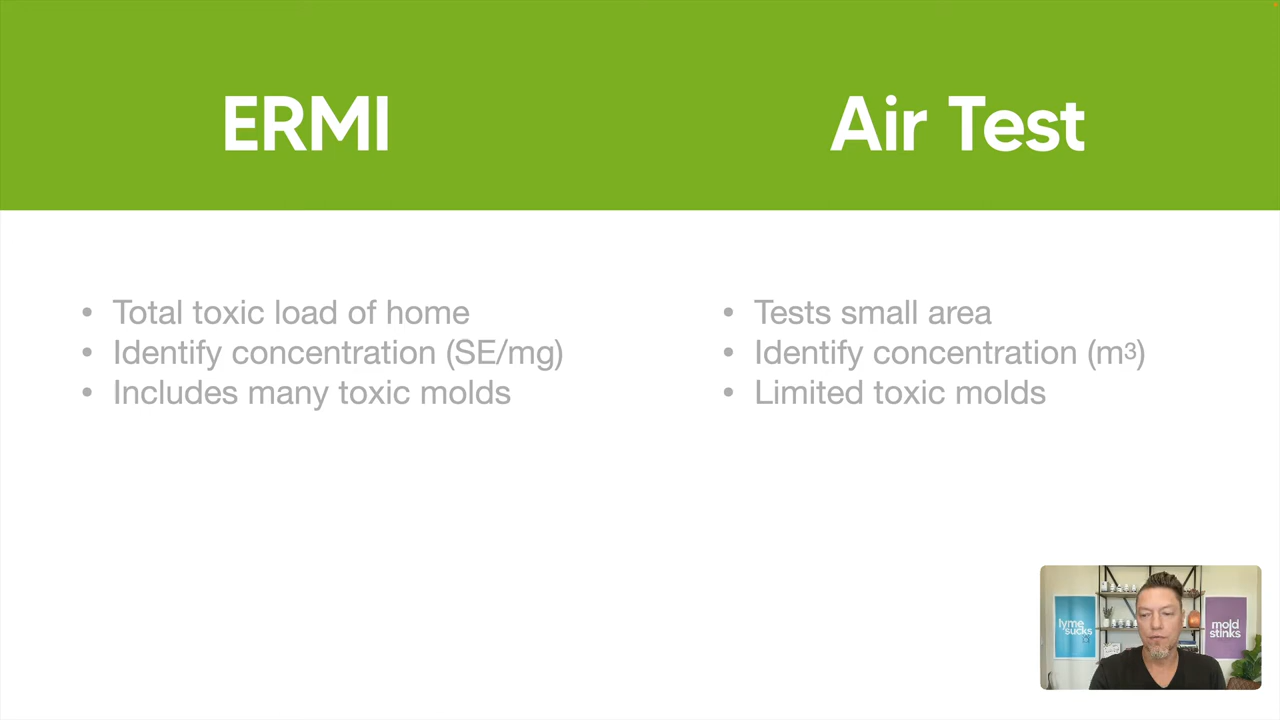 ERMI
Air Test
• Total toxic load of home
• Identify concentration (SE/mg)
• Includes many toxic molds
• Tests small area
• Identify concentration (m³)
• Limited toxic molds
lyme
sucks
mold
stinks